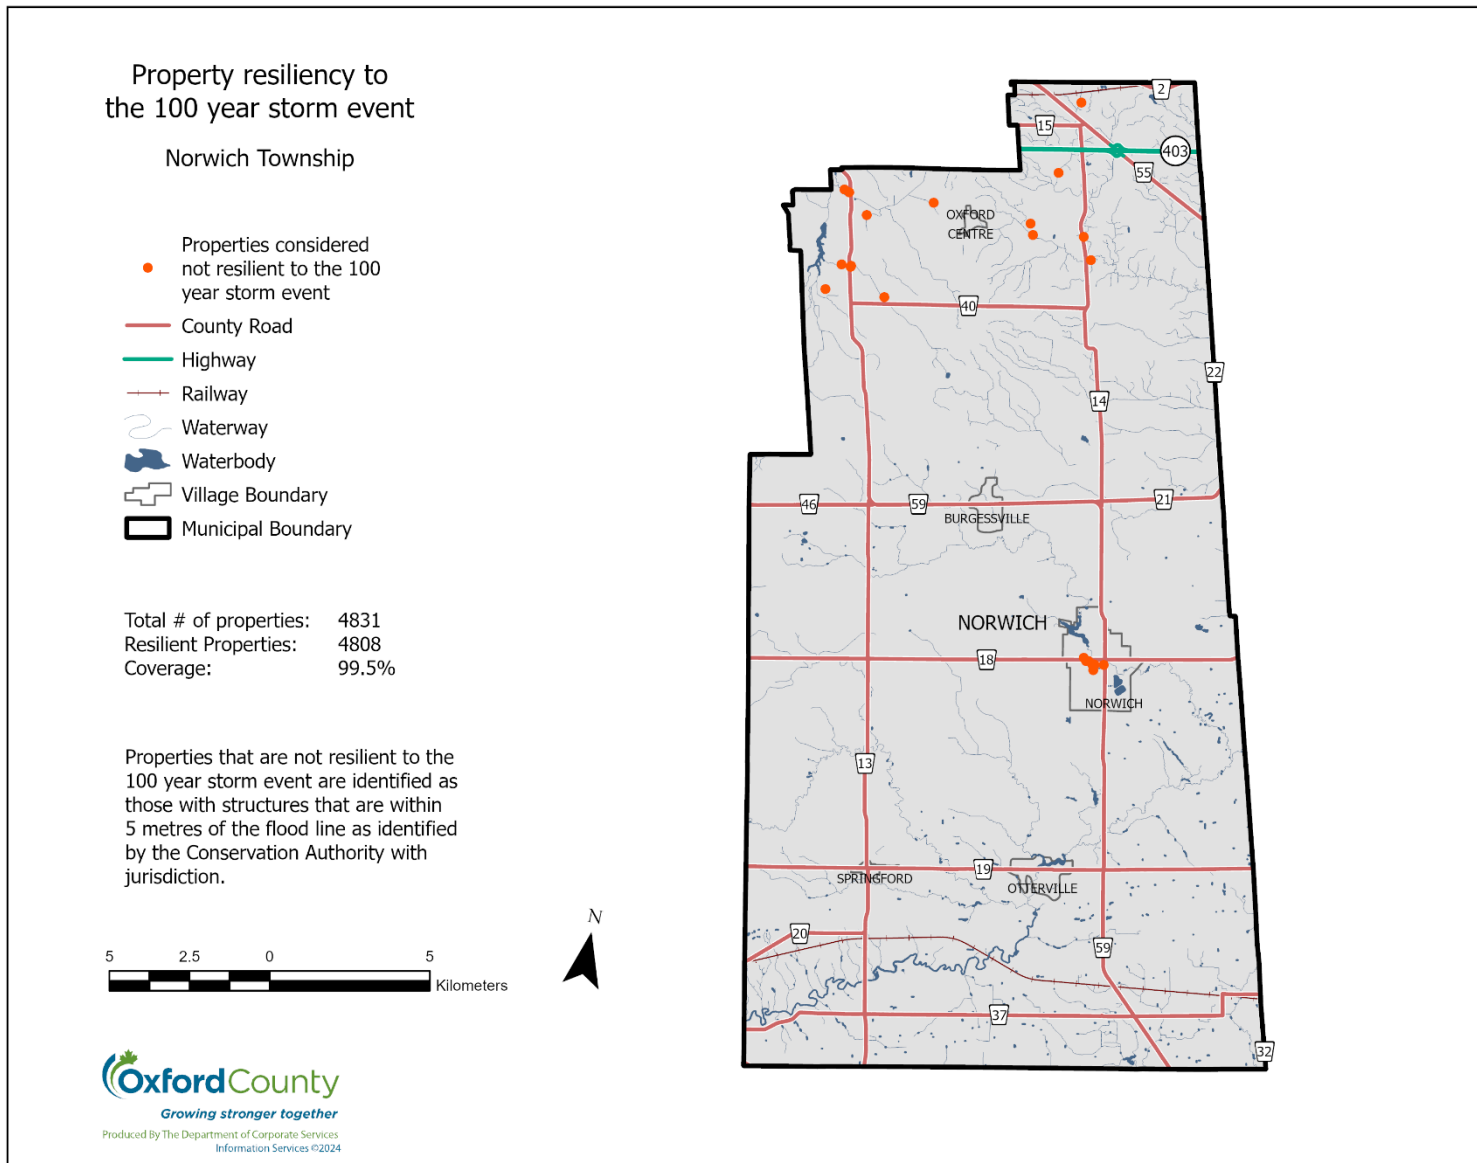 Property resiliency to
the 100 year storm event
Norwich Township
Properties considered
not resilient to the 100
year storm event
County Road
Highway
Railway
Waterway
Waterbody
Village Boundary
Municipal Boundary
Total # of properties: 4831
Resilient Properties: 4808
Coverage: 99.5%
Properties that are not resilient to the
100 year storm event are identified as
those with structures that are within
5 metres of the flood line as identified
by the Conservation Authority with
jurisdiction.
N
5 2.5 0 5
Kilometers
OxfordCounty
Growing stronger together
Produced By The Department of Corporate Services
Information Services ©2024
2
15
403
55
OXFORD
CENTRE
40
22
14
46
59
21
BURGESSVILLE
NORWICH
18
NORWICH
13
19
SPRINGFORD
OTTERVILLE
20
59
37
32